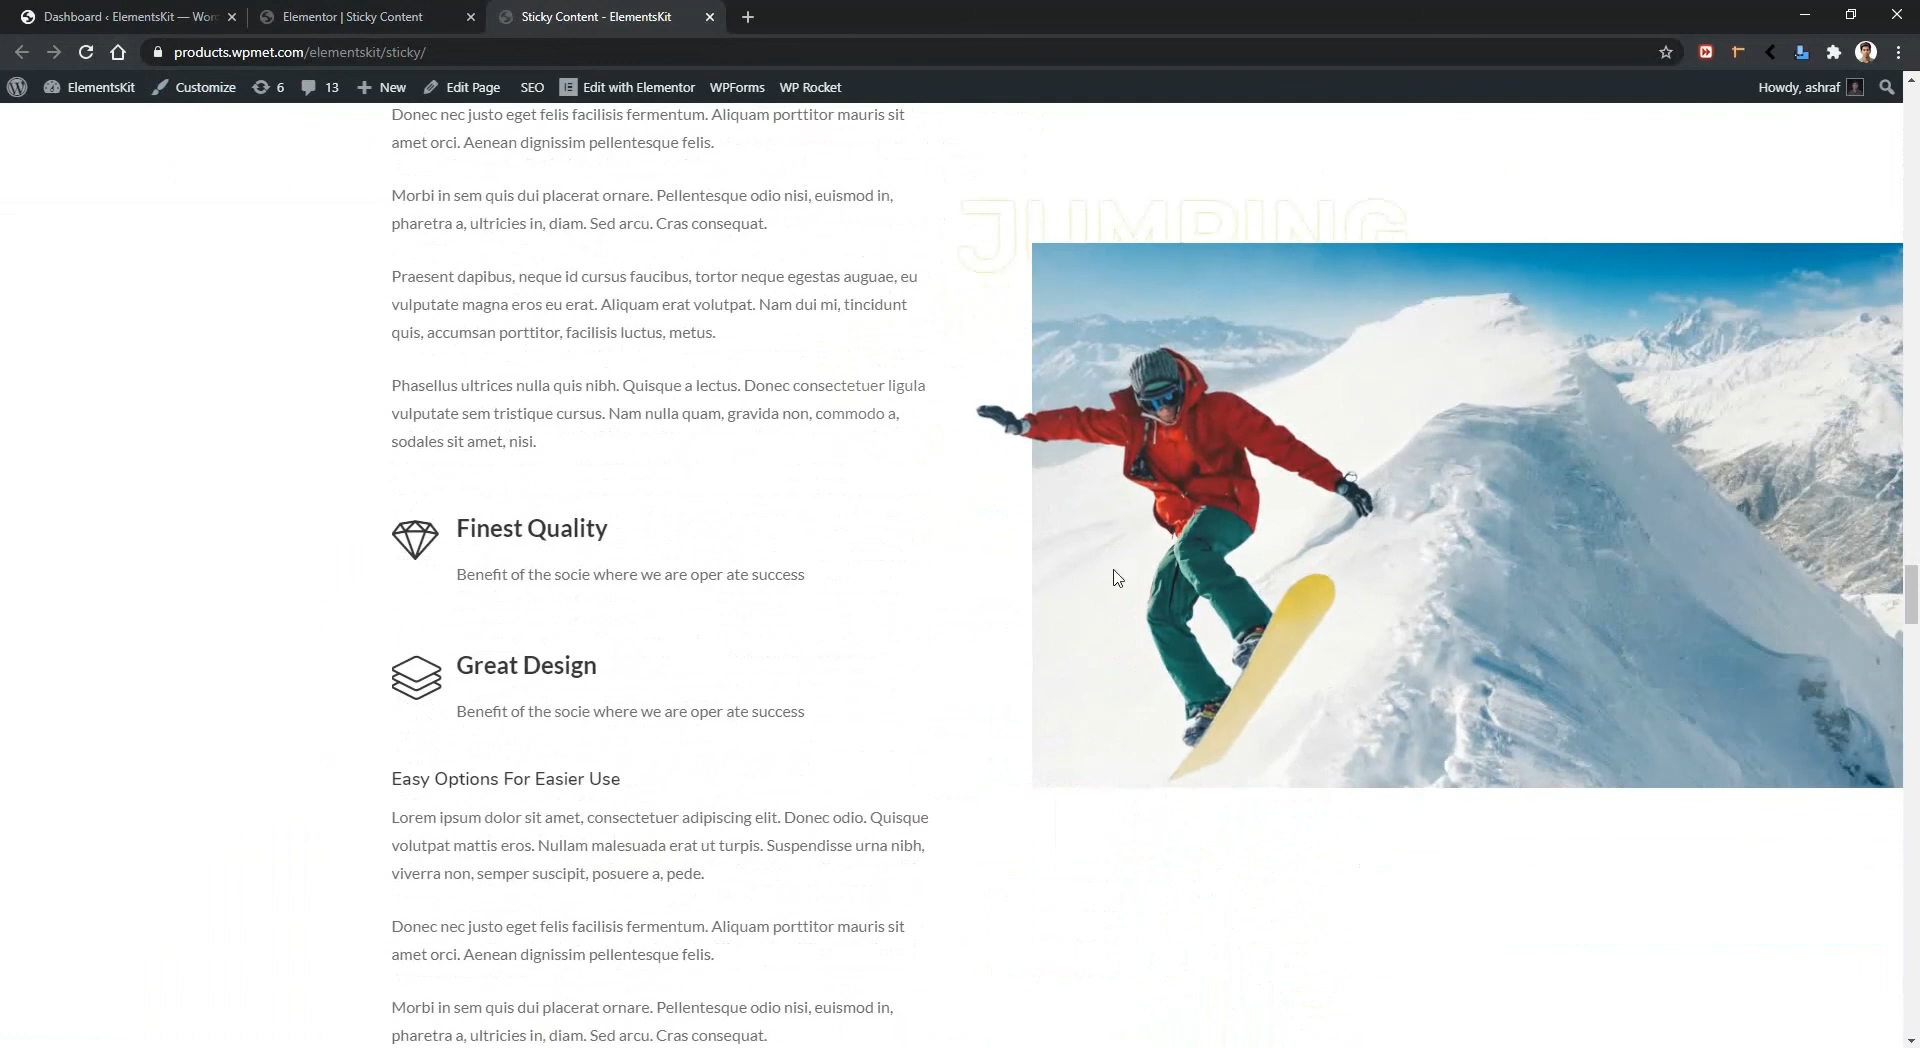 Dashboard ‹ ElementsKit — Wor
Elementor | Sticky Content
Sticky Content - ElementsKit
products.wpmet.com/elementskit/sticky/
ElementsKit
Customize
6
13
New
Edit Page
SEO
Edit with Elementor
WPForms
WP Rocket
Howdy, ashraf
Donec nec justo eget felis facilisis fermentum. Aliquam porttitor mauris sit
amet orci. Aenean dignissim pellentesque felis.
Morbi in sem quis dui placerat ornare. Pellentesque odio nisi, euismod in,
pharetra a, ultricies in, diam. Sed arcu. Cras consequat.
Praesent dapibus, neque id cursus faucibus, tortor neque egestas auguae, eu
vulputate magna eros eu erat. Aliquam erat volutpat. Nam dui mi, tincidunt
quis, accumsan porttitor, facilisis luctus, metus.
Phasellus ultrices nulla quis nibh. Quisque a lectus. Donec consectetuer ligula
vulputate sem tristique cursus. Nam nulla quam, gravida non, commodo a,
sodales sit amet, nisi.
Finest Quality
Benefit of the socie where we are oper ate success
Great Design
Benefit of the socie where we are oper ate success
Easy Options For Easier Use
Lorem ipsum dolor sit amet, consectetuer adipiscing elit. Donec odio. Quisque
volutpat mattis eros. Nullam malesuada erat ut turpis. Suspendisse urna nibh,
viverra non, semper suscipit, posuere a, pede.
Donec nec justo eget felis facilisis fermentum. Aliquam porttitor mauris sit
amet orci. Aenean dignissim pellentesque felis.
Morbi in sem quis dui placerat ornare. Pellentesque odio nisi, euismod in,
pharetra a, ultricies in, diam. Sed arcu. Cras consequat.
JUMPING